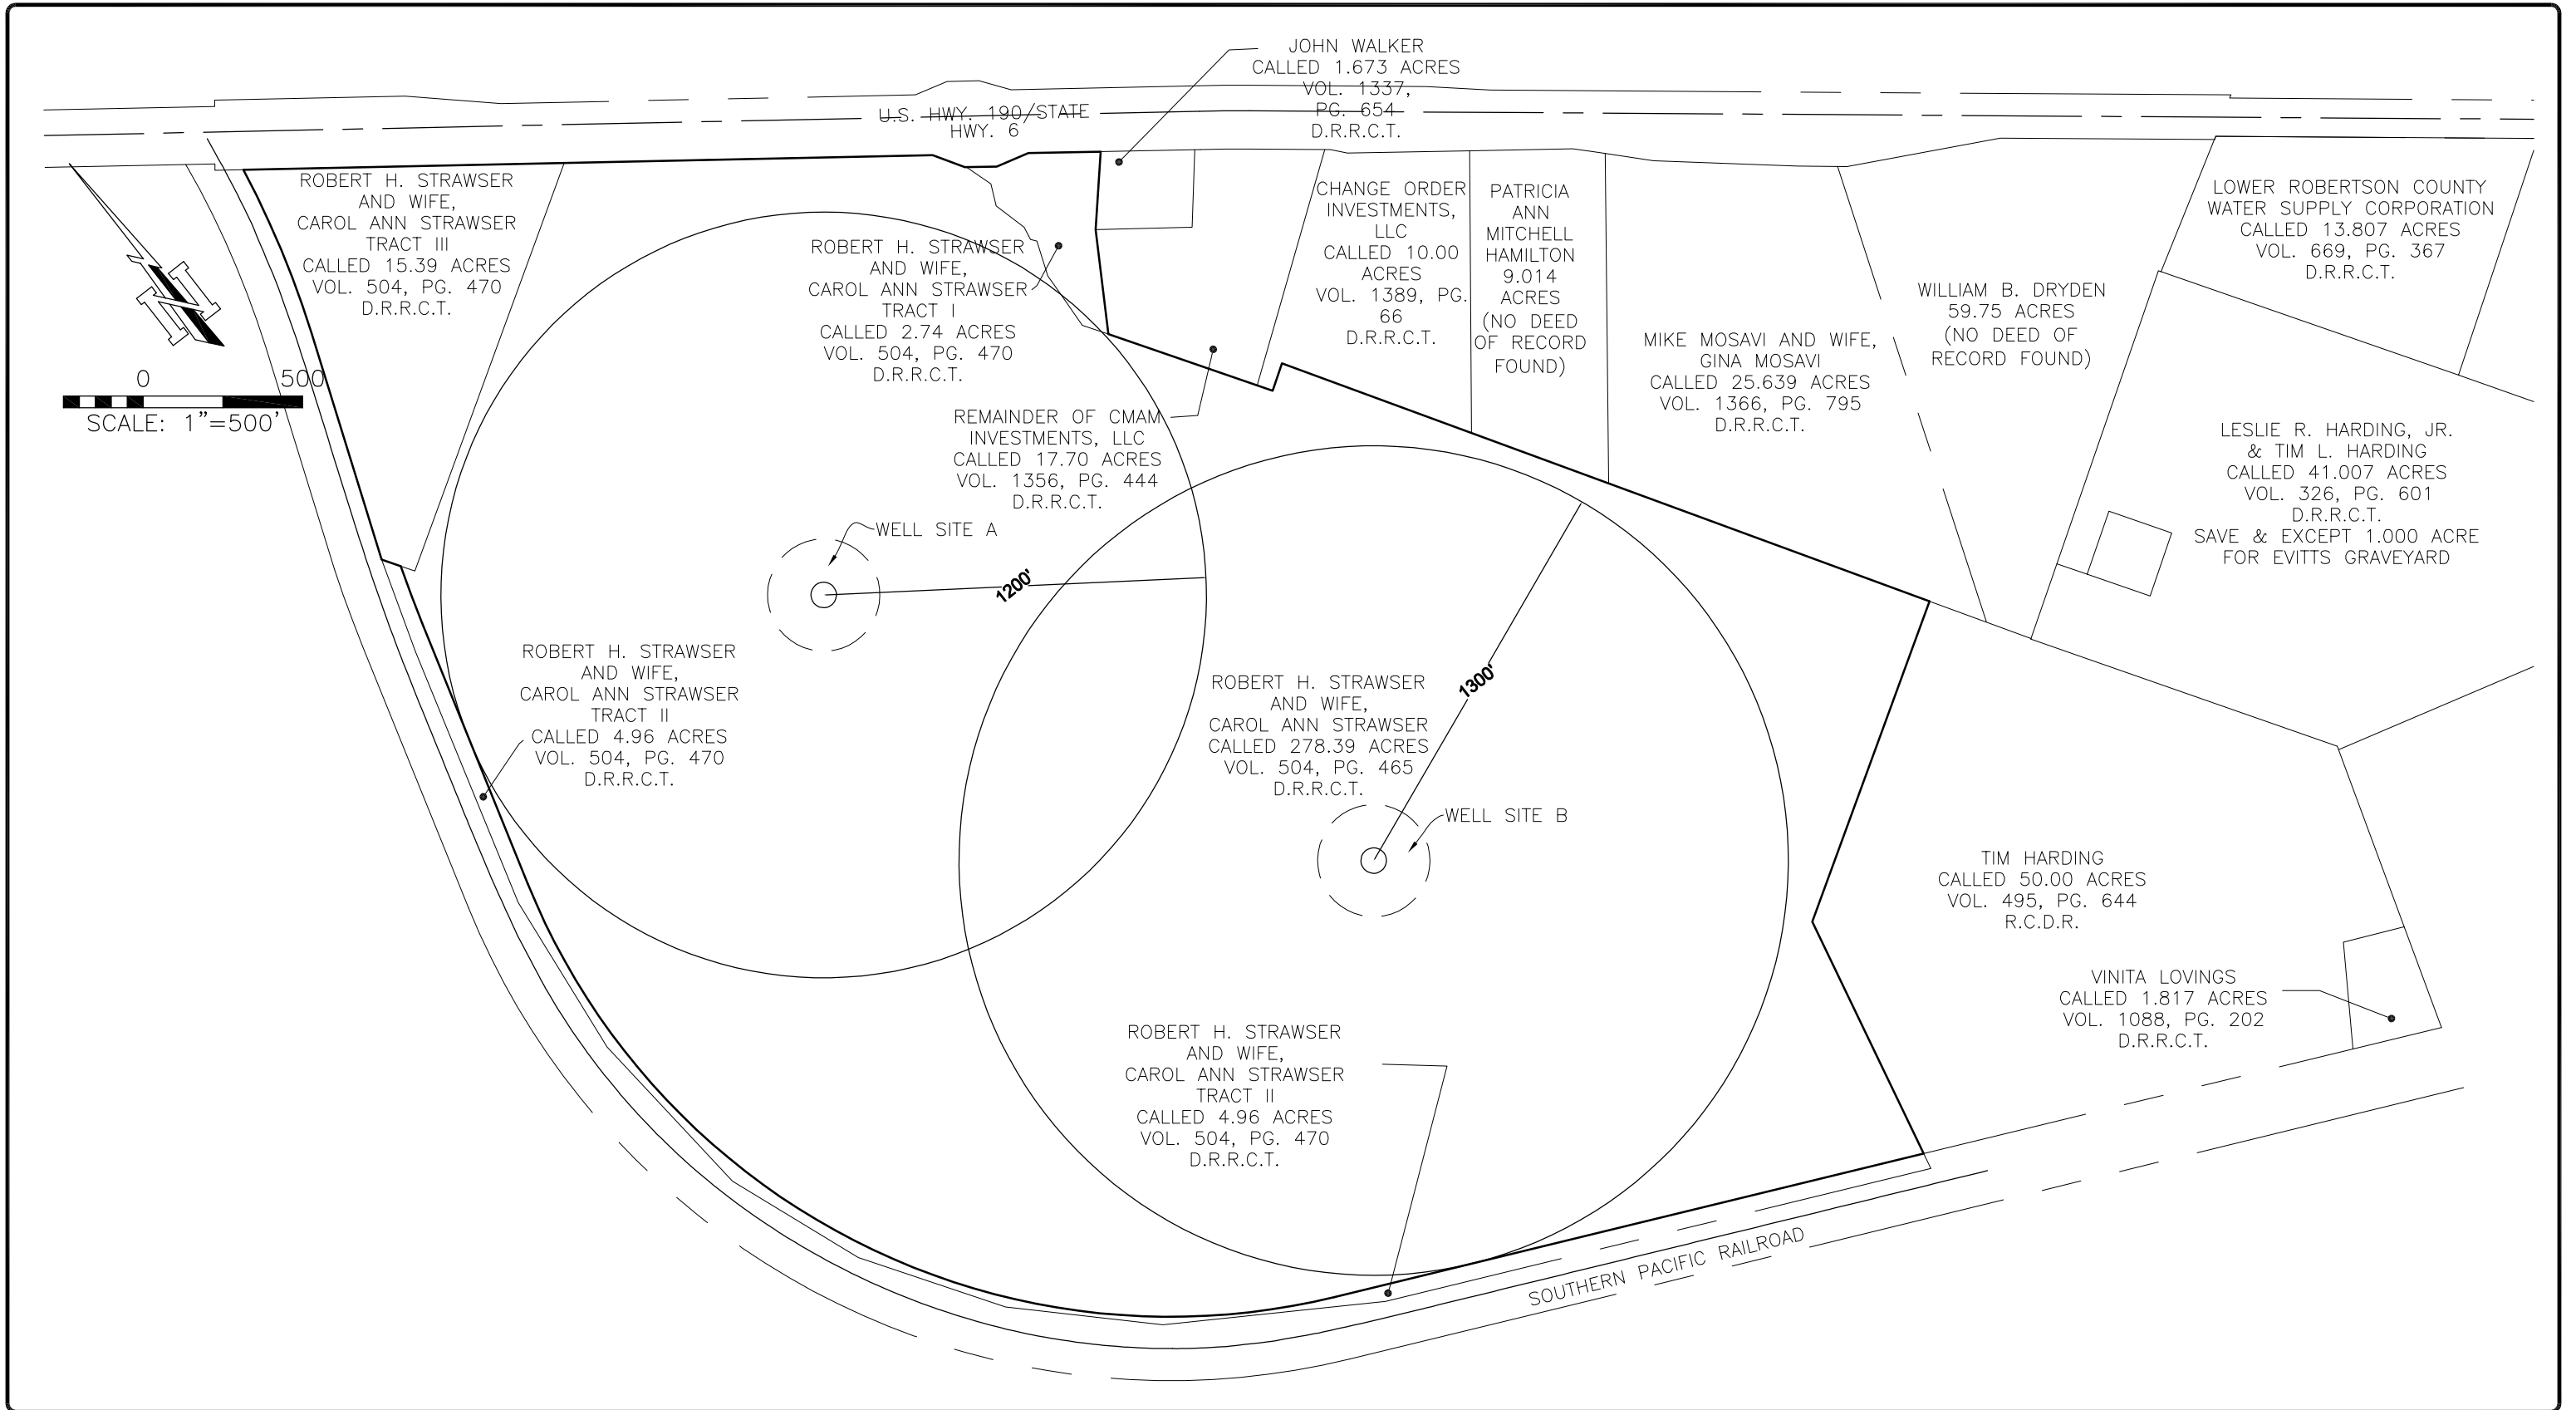 JOHN WALKER
CALLED 1.673 ACRES
VOL. 1337,
PG. 654
D.R.R.C.T.
U.S. HWY. 190/STATE
HWY. 6
ROBERT H. STRAWSER
AND WIFE,
CAROL ANN STRAWSER
TRACT III
CALLED 15.39 ACRES
VOL. 504, PG. 470
D.R.R.C.T.
N
0 500
SCALE: 1"=500'
ROBERT H. STRAWSER
AND WIFE,
CAROL ANN STRAWSER
TRACT I
CALLED 2.74 ACRES
VOL. 504, PG. 470
D.R.R.C.T.
REMAINDER OF CMAM
INVESTMENTS, LLC
CALLED 17.70 ACRES
VOL. 1356, PG. 444
D.R.R.C.T.
CHANGE ORDER
INVESTMENTS,
LLC
CALLED 10.00
ACRES
VOL. 1389, PG.
66
D.R.R.C.T.
PATRICIA
ANN
MITCHELL
HAMILTON
9.014
ACRES
(NO DEED
OF RECORD
FOUND)
MIKE MOSAVI AND WIFE,
GINA MOSAVI
CALLED 25.639 ACRES
VOL. 1366, PG. 795
D.R.R.C.T.
WILLIAM B. DRYDEN
59.75 ACRES
(NO DEED OF
RECORD FOUND)
LOWER ROBERTSON COUNTY
WATER SUPPLY CORPORATION
CALLED 13.807 ACRES
VOL. 669, PG. 367
D.R.R.C.T.
LESLIE R. HARDING, JR.
& TIM L. HARDING
CALLED 41.007 ACRES
VOL. 326, PG. 601
D.R.R.C.T.
SAVE & EXCEPT 1.000 ACRE
FOR EVITTS GRAVEYARD
WELL SITE A
1200'
ROBERT H. STRAWSER
AND WIFE,
CAROL ANN STRAWSER
TRACT II
CALLED 4.96 ACRES
VOL. 504, PG. 470
D.R.R.C.T.
ROBERT H. STRAWSER
AND WIFE,
CAROL ANN STRAWSER
CALLED 278.39 ACRES
VOL. 504, PG. 465
D.R.R.C.T.
1300'
WELL SITE B
TIM HARDING
CALLED 50.00 ACRES
VOL. 495, PG. 644
R.C.D.R.
VINITA LOVINGS
CALLED 1.817 ACRES
VOL. 1088, PG. 202
D.R.R.C.T.
ROBERT H. STRAWSER
AND WIFE,
CAROL ANN STRAWSER
TRACT II
CALLED 4.96 ACRES
VOL. 504, PG. 470
D.R.R.C.T.
SOUTHERN PACIFIC RAILROAD